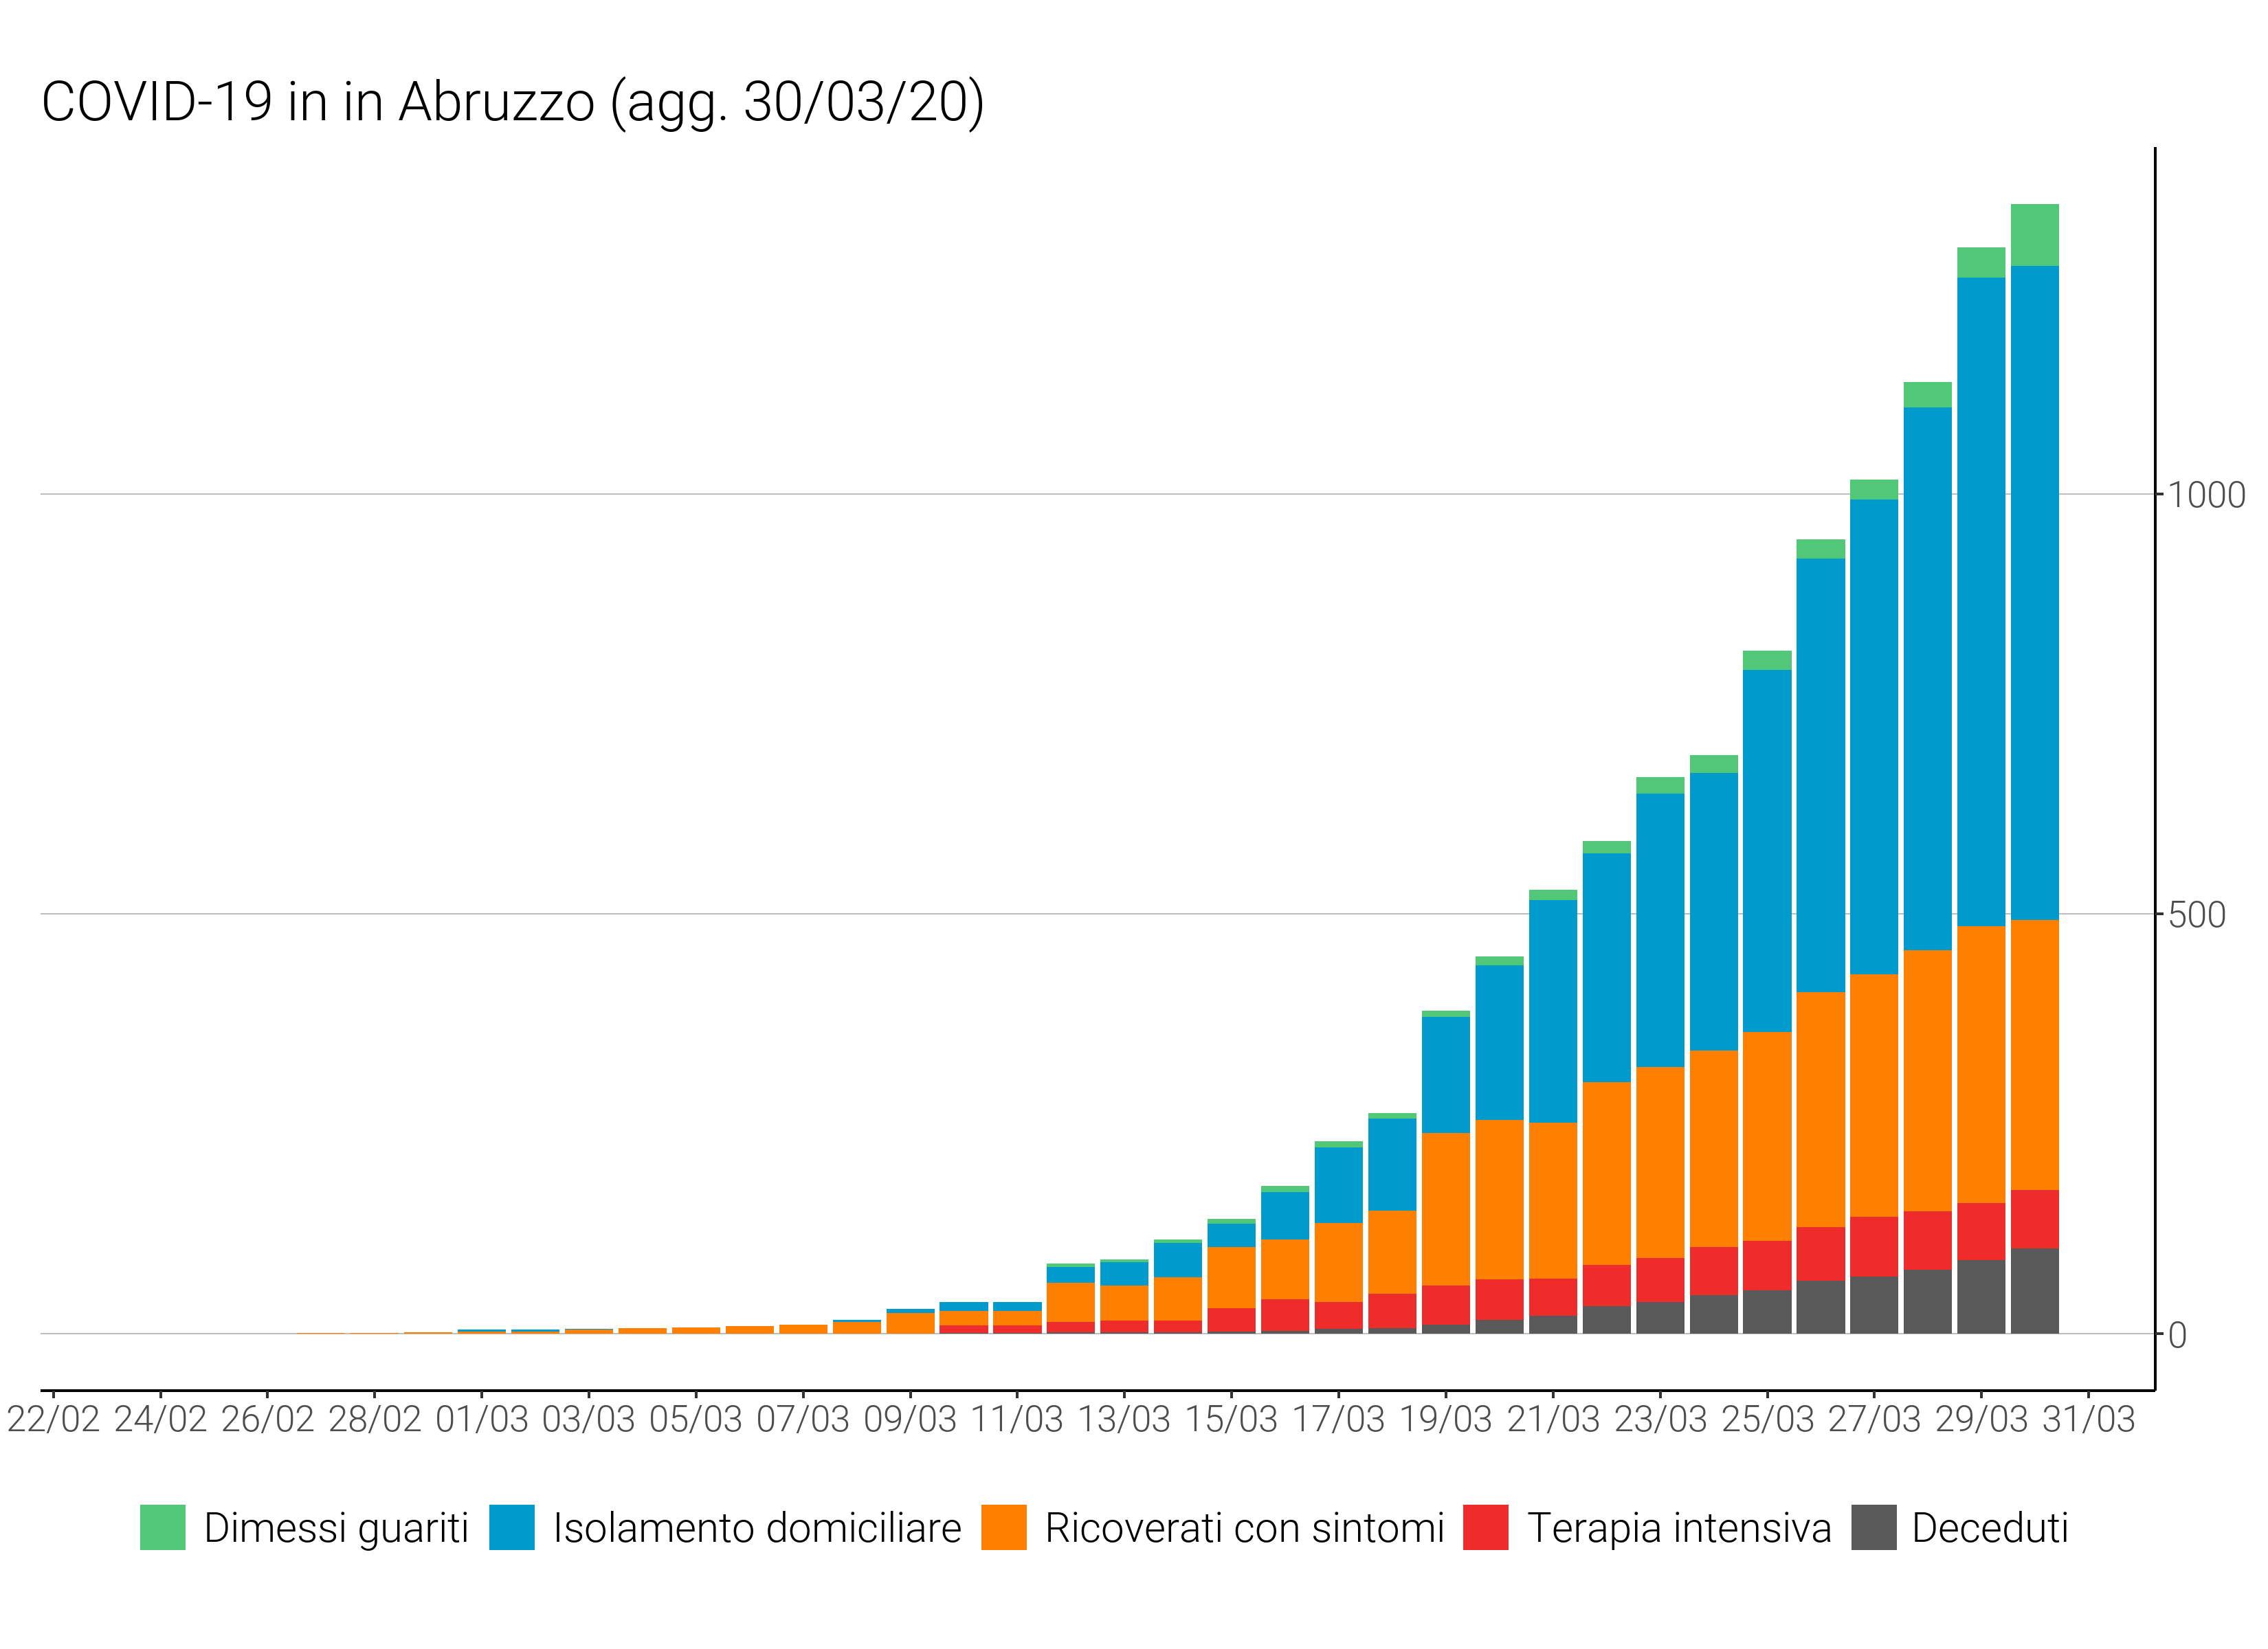 COVID-19 in in Abruzzo (agg. 30/03/20)
1000
500
0
22/02 24/02 26/02 28/02 01/03 03/03 05/03 07/03 09/03 11/03 13/03 15/03 17/03 19/03 21/03 23/03 25/03 27/03 29/03 31/03
Dimessi guariti Isolamento domiciliare Ricoverati con sintomi Terapia intensiva Deceduti